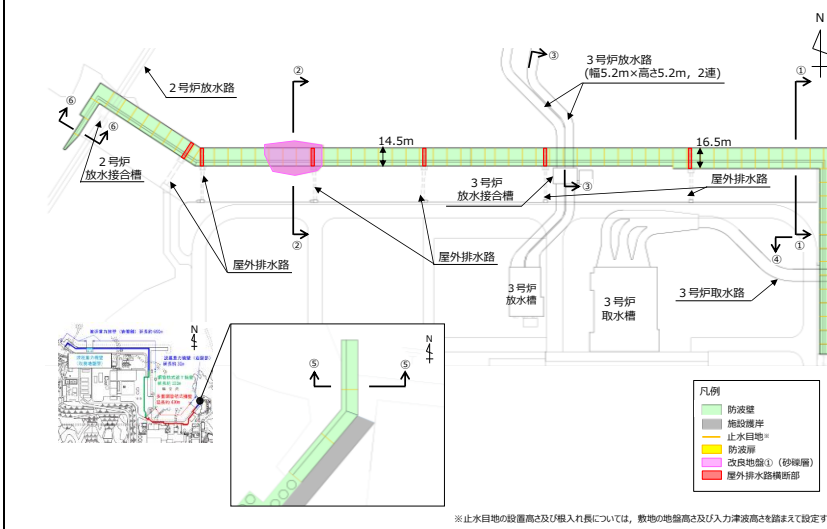 N
③
３号炉放水路
(幅5.2m×高さ5.2m，2連)
②
①
２号炉放水路
⑥
⑥
14.5m
16.5m
２号炉
放水接合槽
３号炉
放水接合槽
③
屋外排水路
②
①
④
屋外排水路
屋外排水路
３号炉
放水槽
３号炉
取水槽
３号炉取水路
N
N
⑤
⑤
凡例
防波壁
施設護岸
止水目地※
防波扉
改良地盤①（砂礫層）
屋外排水路横断部
※止水目地の設置高さ及び根入れ長については，敷地の地盤高さ及び入力津波高さを踏まえて設定す